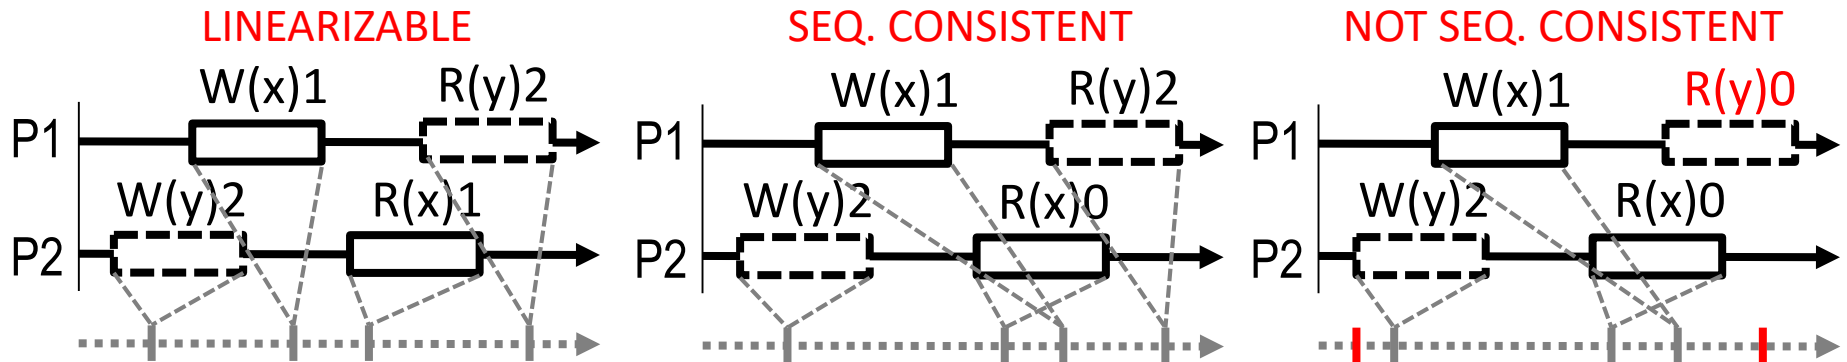 LINEARIZABLE
W(x)1 R(y)2
P1
W(y)2 R(x)1
P2
SEQ. CONSISTENT
W(x)1 R(y)2
P1
W(y)2 R(x)0
P2
NOT SEQ. CONSISTENT
W(x)1 R(y)0
P1
W(y)2 R(x)0
P2